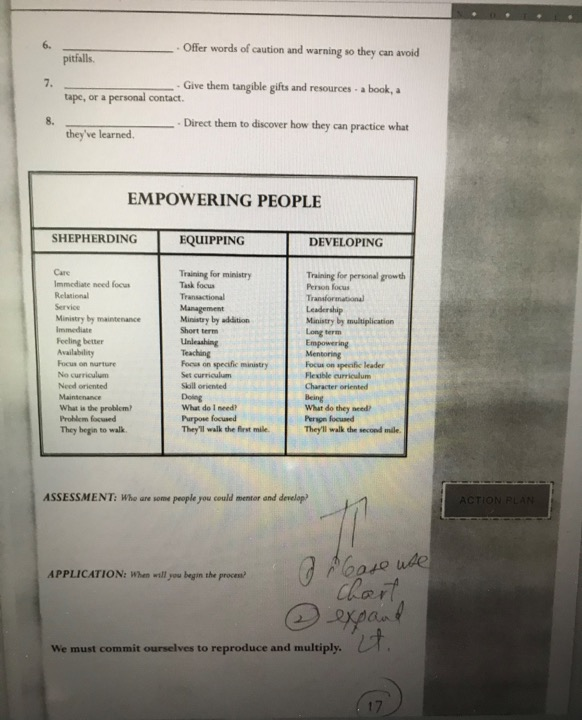 6. ____________ - Offer words of caution and warning so they can avoid
pitfalls.
7. ____________ - Give them tangible gifts and resources - a book, a
tape, or a personal contact.
8. ____________ - Direct them to discover how they can practice what
they've learned.
EMPOWERING PEOPLE
SHEPHERDING EQUIPPING DEVELOPING
Care Training for ministry Training for personal growth
Immediate need focus Task focus Person focus
Relational Transactional Transformational
Service Management Leadership
Ministry by maintenance Ministry by addition Ministry by multiplication
Immediate Short term Long term
Feeling better Unleashing Empowering
Availability Teaching Mentoring
Focus on nurture Focus on specific ministry Focus on specific leader
No curriculum Set curriculum Flexible curriculum
Need oriented Skill oriented Character oriented
Maintenance Doing Being
What is the problem? What do I need? What do they need?
Problem focused Purpose focused Person focused
They begin to walk. They'll walk the first mile. They'll walk the second mile.
ASSESSMENT: Who are some people you could mentor and develop?
ACTION PLAN
APPLICATION: When will you begin the process?
① Please use
chart
② expand
it.
We must commit ourselves to reproduce and multiply.
17